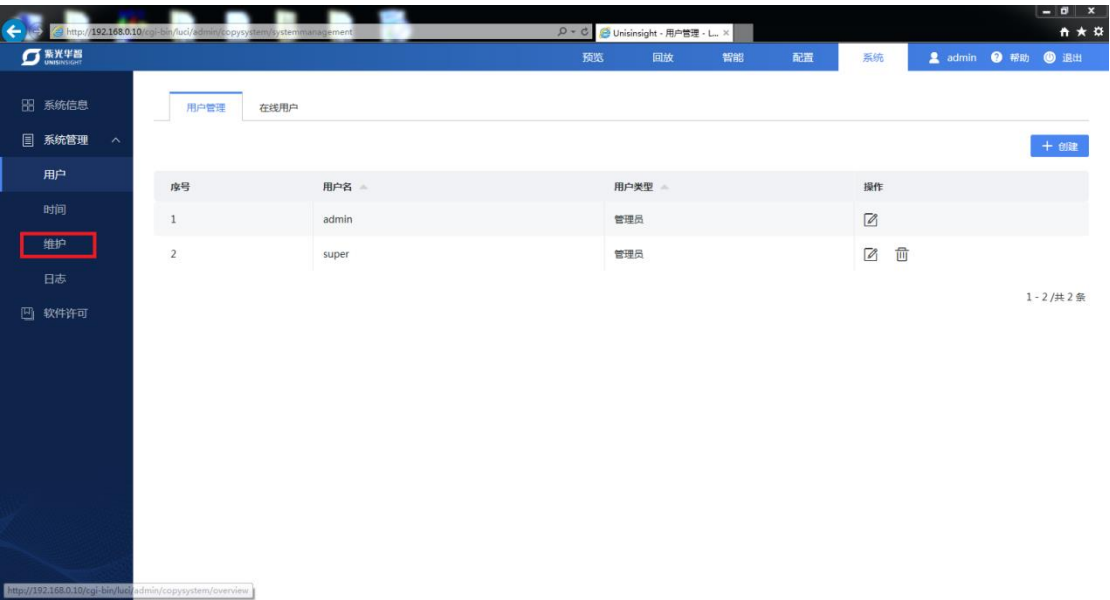 http://192.168.0.10/cgi-bin/luci/admin/copysystem/systemmanagement
Unisinsight - 用户管理 - L...
紫光华智
UNISINSIGHT
预览 回放 智能 配置 系统 admin 帮助 退出
系统信息
系统管理
用户
时间
维护
日志
软件许可
用户管理 在线用户
创建
序号 用户名 用户类型 操作
1 admin 管理员
2 super 管理员
1 - 2 /共 2 条
http://192.168.0.10/cgi-bin/luci/admin/copysystem/overview